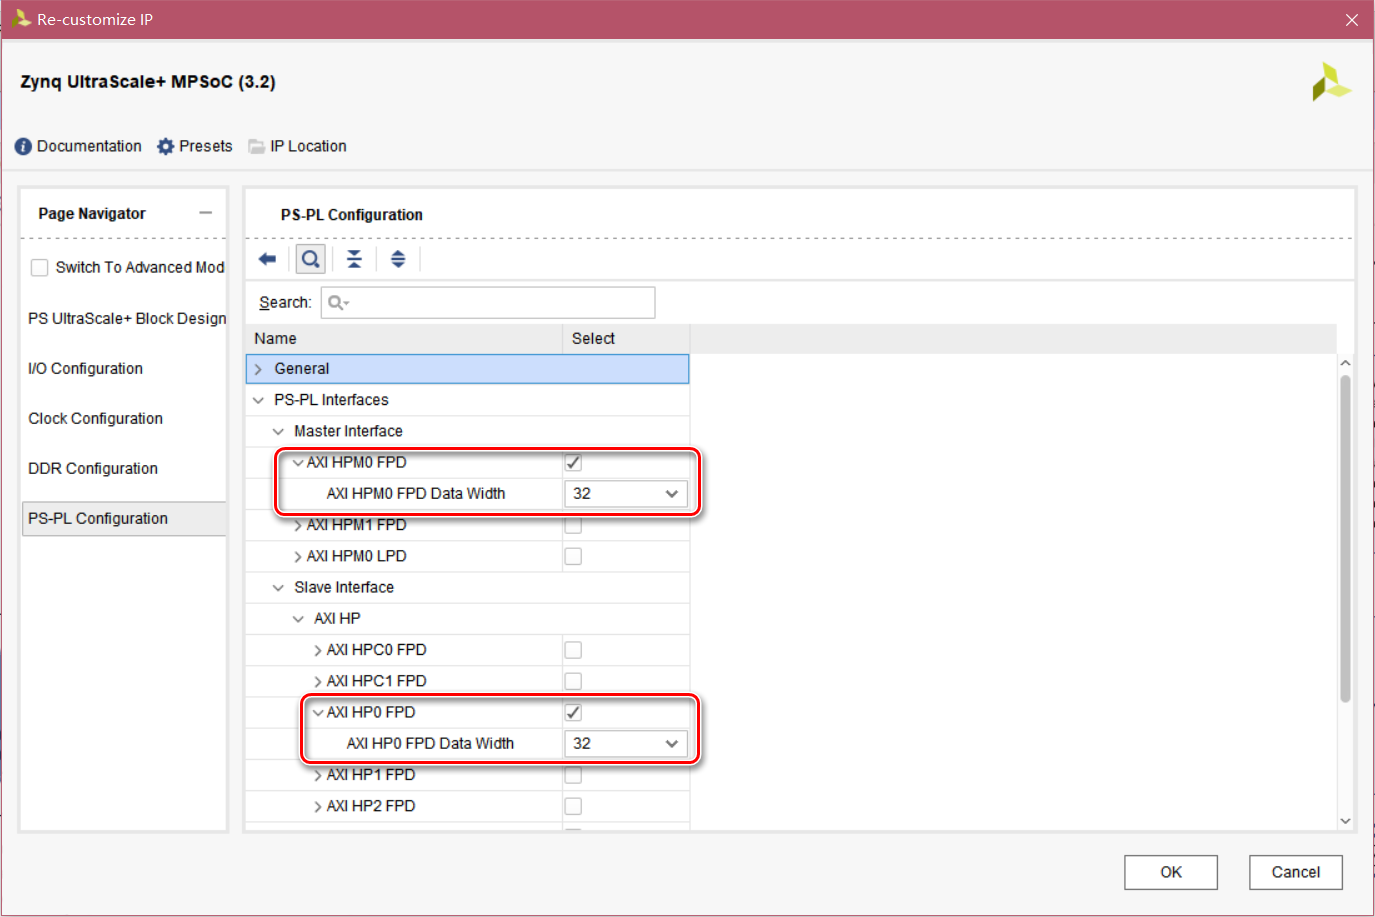 Re-customize IP
Zynq UltraScale+ MPSoC (3.2)
Documentation Presets IP Location
Page Navigator
Switch To Advanced Mod
PS UltraScale+ Block Design
I/O Configuration
Clock Configuration
DDR Configuration
PS-PL Configuration
PS-PL Configuration
Search:
Name Select
General
PS-PL Interfaces
Master Interface
AXI HPM0 FPD
AXI HPM0 FPD Data Width 32
AXI HPM1 FPD
AXI HPM0 LPD
Slave Interface
AXI HP
AXI HPC0 FPD
AXI HPC1 FPD
AXI HP0 FPD
AXI HP0 FPD Data Width 32
AXI HP1 FPD
AXI HP2 FPD
OK Cancel